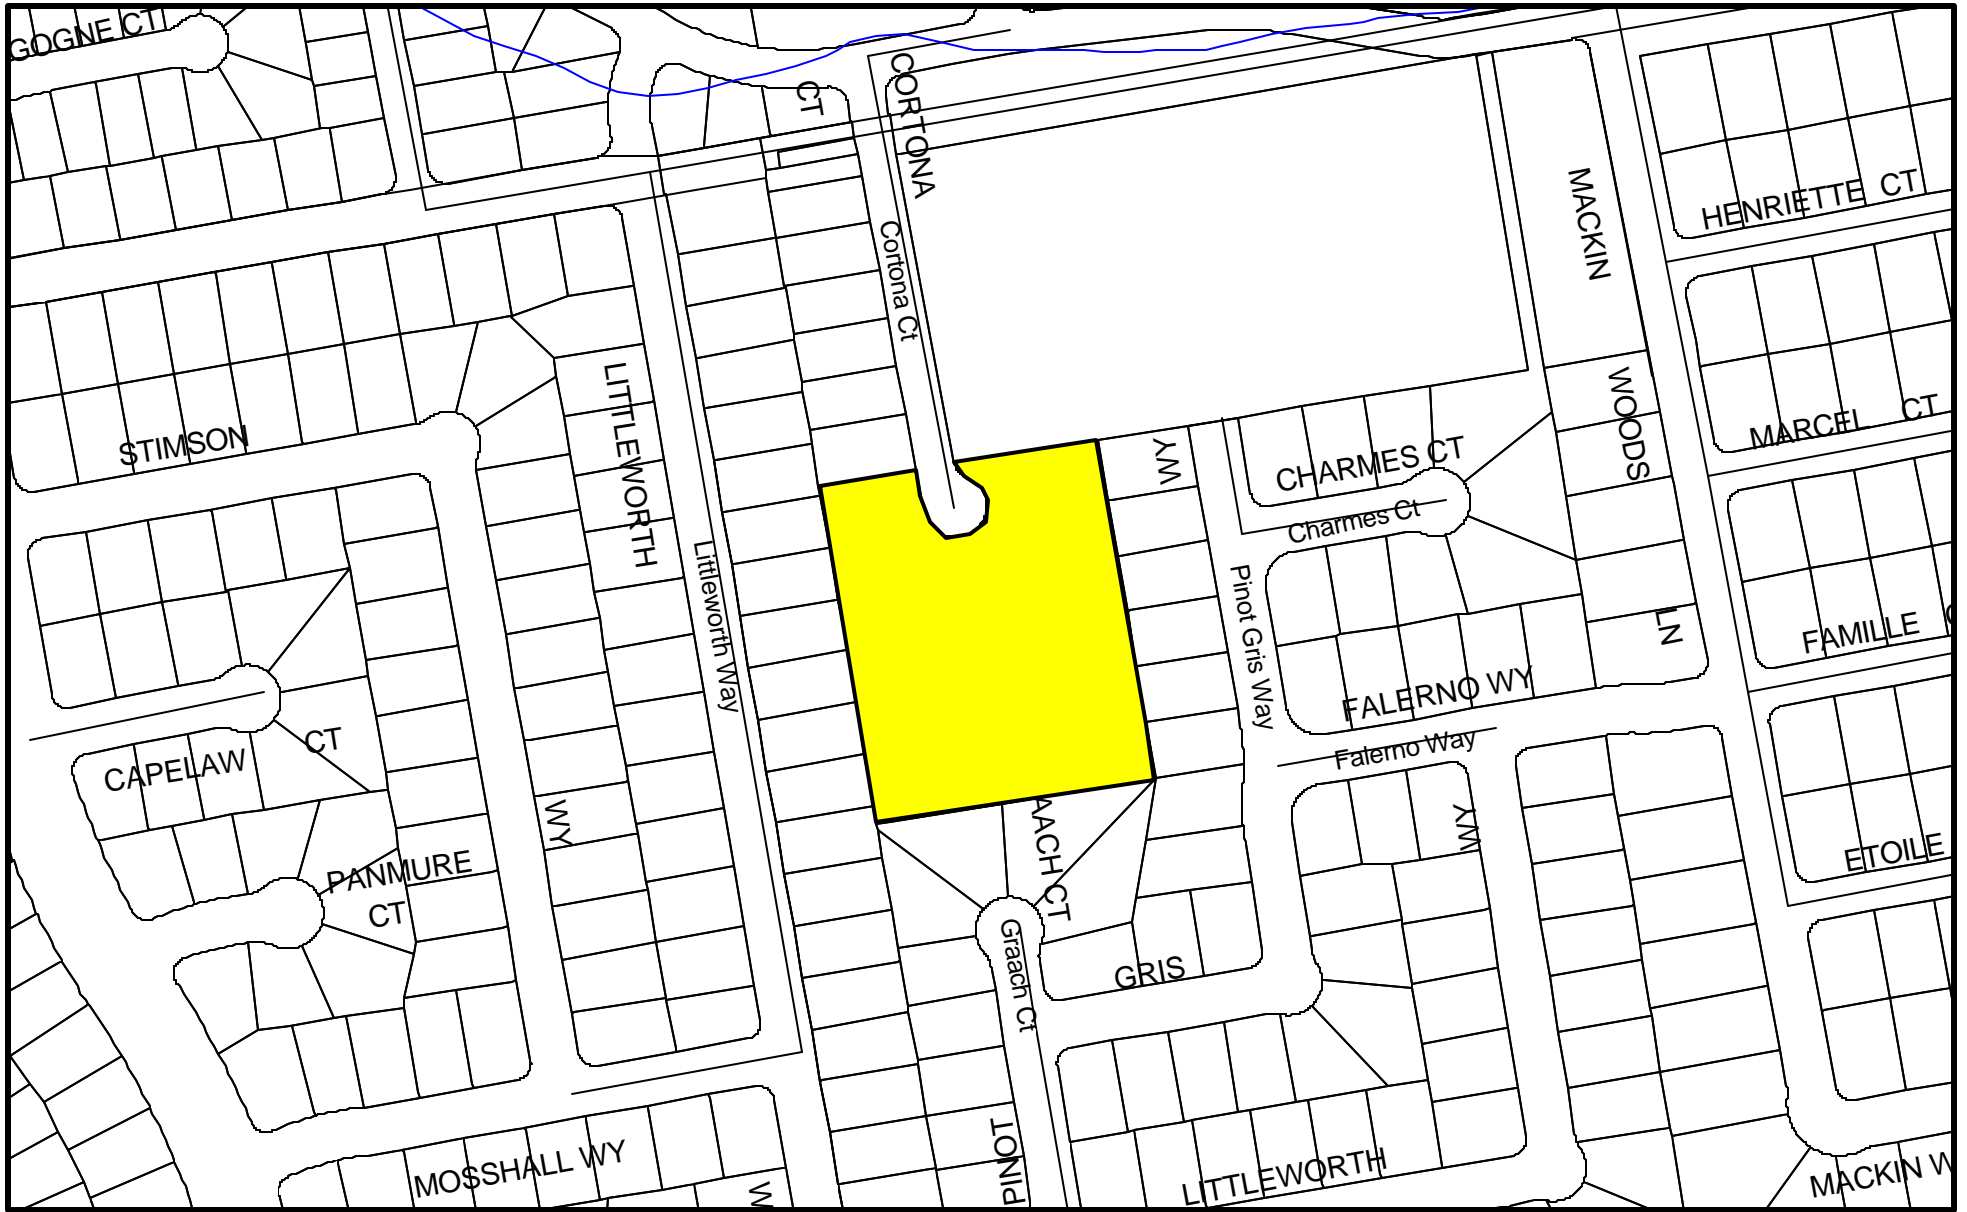 GOGNE CT
CT
CORTONA
Cortona Ct
MACKIN
HENRIETTE CT
STIMSON
LITTLEWORTH
Littleworth Way
WY
CHARMES CT
Charmes Ct
WOODS
MARCEL CT
Pinot Gris Way
LN
FAMILLE
FALERNO WY
Falerno Way
CAPELAW CT
WY
PANMURE
CT
AACH CT
Graach Ct
GRIS
WY
ETOILE
MOSSHALL WY
W
PINOT
LITTLEWORTH
MACKIN W